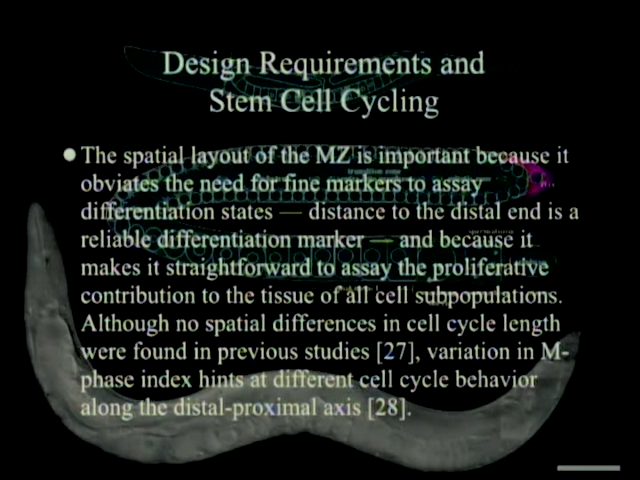 Design Requirements and
Stem Cell Cycling
● The spatial layout of the MZ is important because it
obviates the need for fine markers to assay
differentiation states — distance to the distal end is a
reliable differentiation marker — and because it
makes it straightforward to assay the proliferative
contribution to the tissue of all cell subpopulations.
Although no spatial differences in cell cycle length
were found in previous studies [27], variation in M-
phase index hints at different cell cycle behavior
along the distal-proximal axis [28].